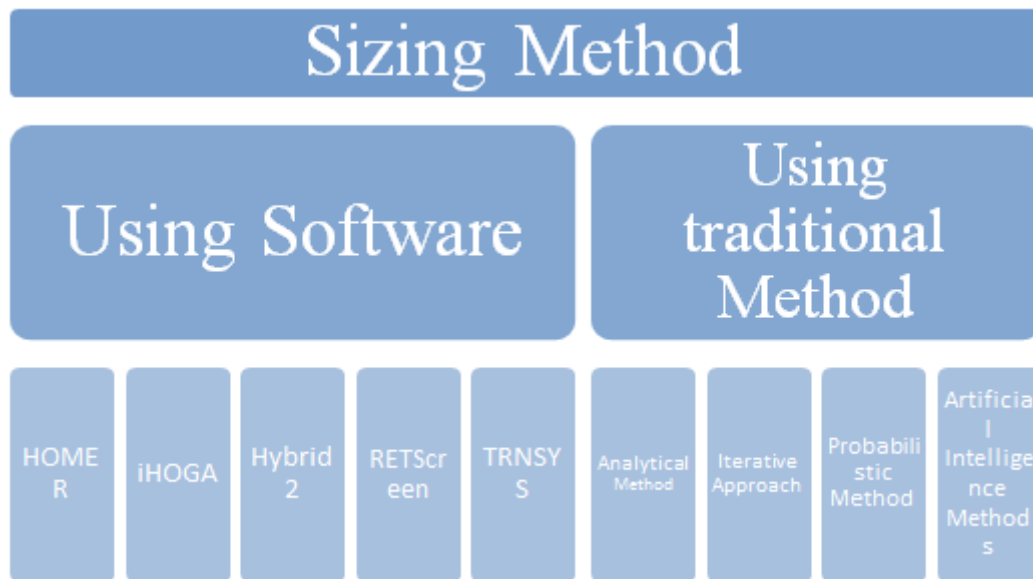 Sizing Method
Using Software
Using
traditional
Method
HOME
R
iHOGA
Hybrid
2
RETScr
een
TRNSY
S
Analytical
Method
Iterative
Approach
Probabili
stic
Method
Artificia
l
Intellige
nce
Method
s